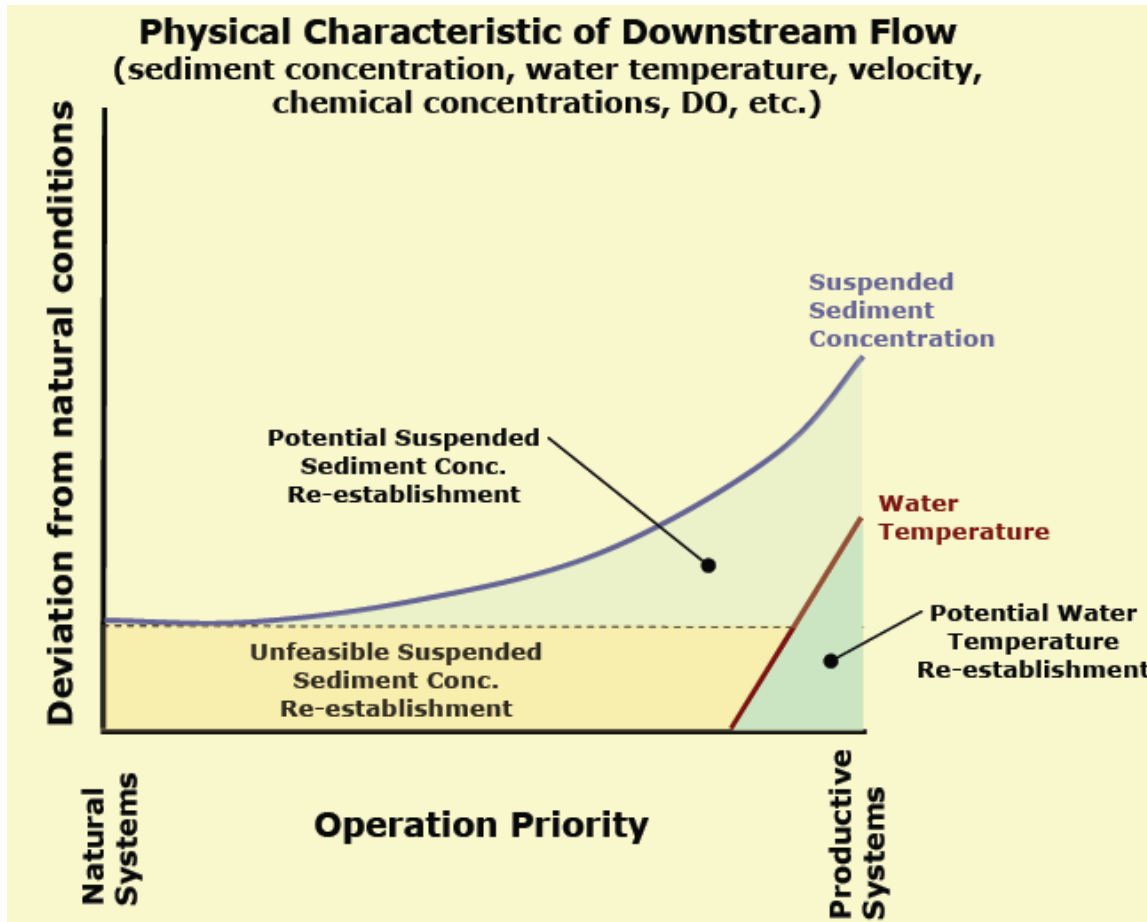 Physical Characteristic of Downstream Flow
(sediment concentration, water temperature, velocity,
chemical concentrations, DO, etc.)
Deviation from natural conditions
Suspended
Sediment
Concentration
Potential Suspended
Sediment Conc.
Re-establishment
Water
Temperature
Potential Water
Temperature
Re-establishment
Unfeasible Suspended
Sediment Conc.
Re-establishment
Natural
Systems
Operation Priority
Productive
Systems